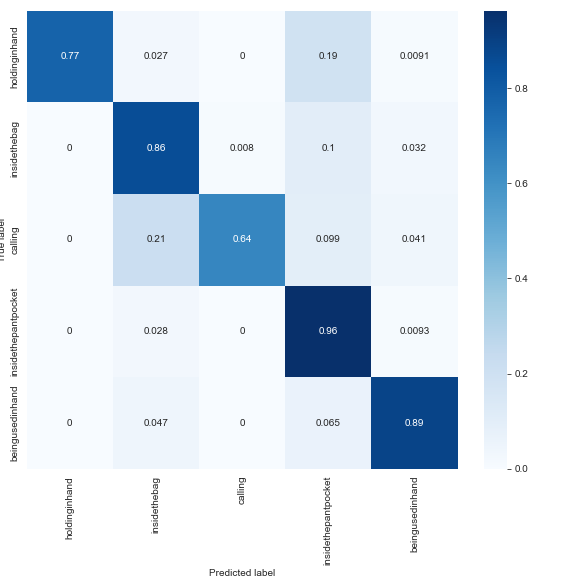 holdinginhand 0.77 0.027 0 0.19 0.0091
insidethebag 0 0.86 0.008 0.1 0.032
True label
calling 0 0.21 0.64 0.099 0.041
insidethepantpocket 0 0.028 0 0.96 0.0093
beingusedinhand 0 0.047 0 0.065 0.89
holdinginhand insidethebag calling insidethepantpocket beingusedinhand
Predicted label
0.8
0.6
0.4
0.2
0.0